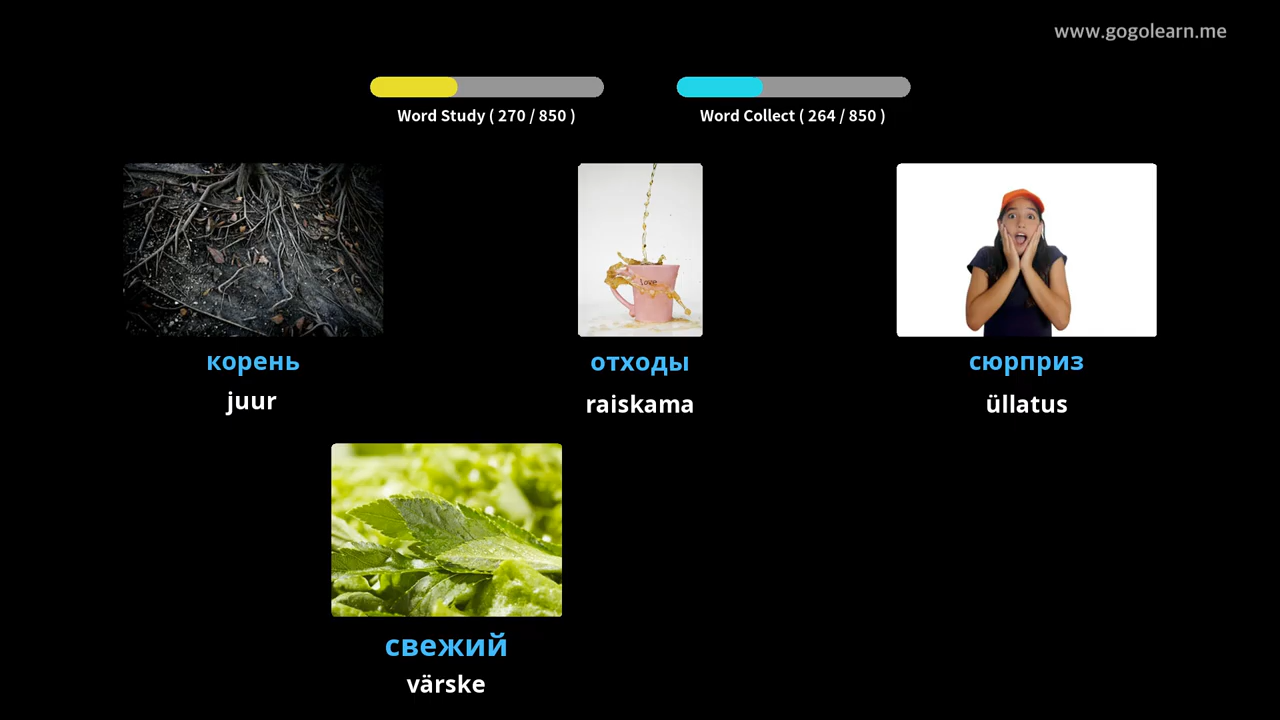 www.gogolearn.me
Word Study ( 270 / 850 )
Word Collect ( 264 / 850 )
love
корень
отходы
сюрприз
juur
raiskama
üllatus
свежий
värske